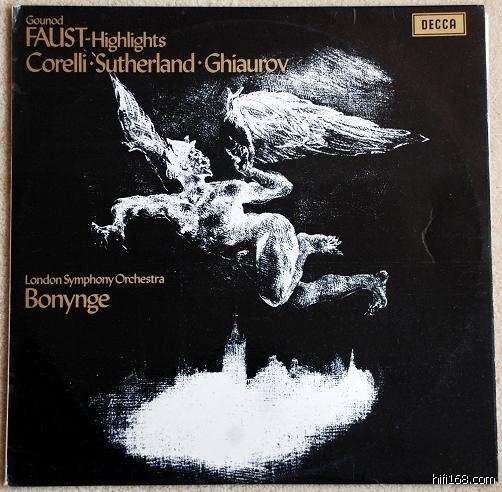 Gounod
FAUST-Highlights
Corelli·Sutherland·Ghiaurov
DECCA
London Symphony Orchestra
Bonynge
hifi168.com